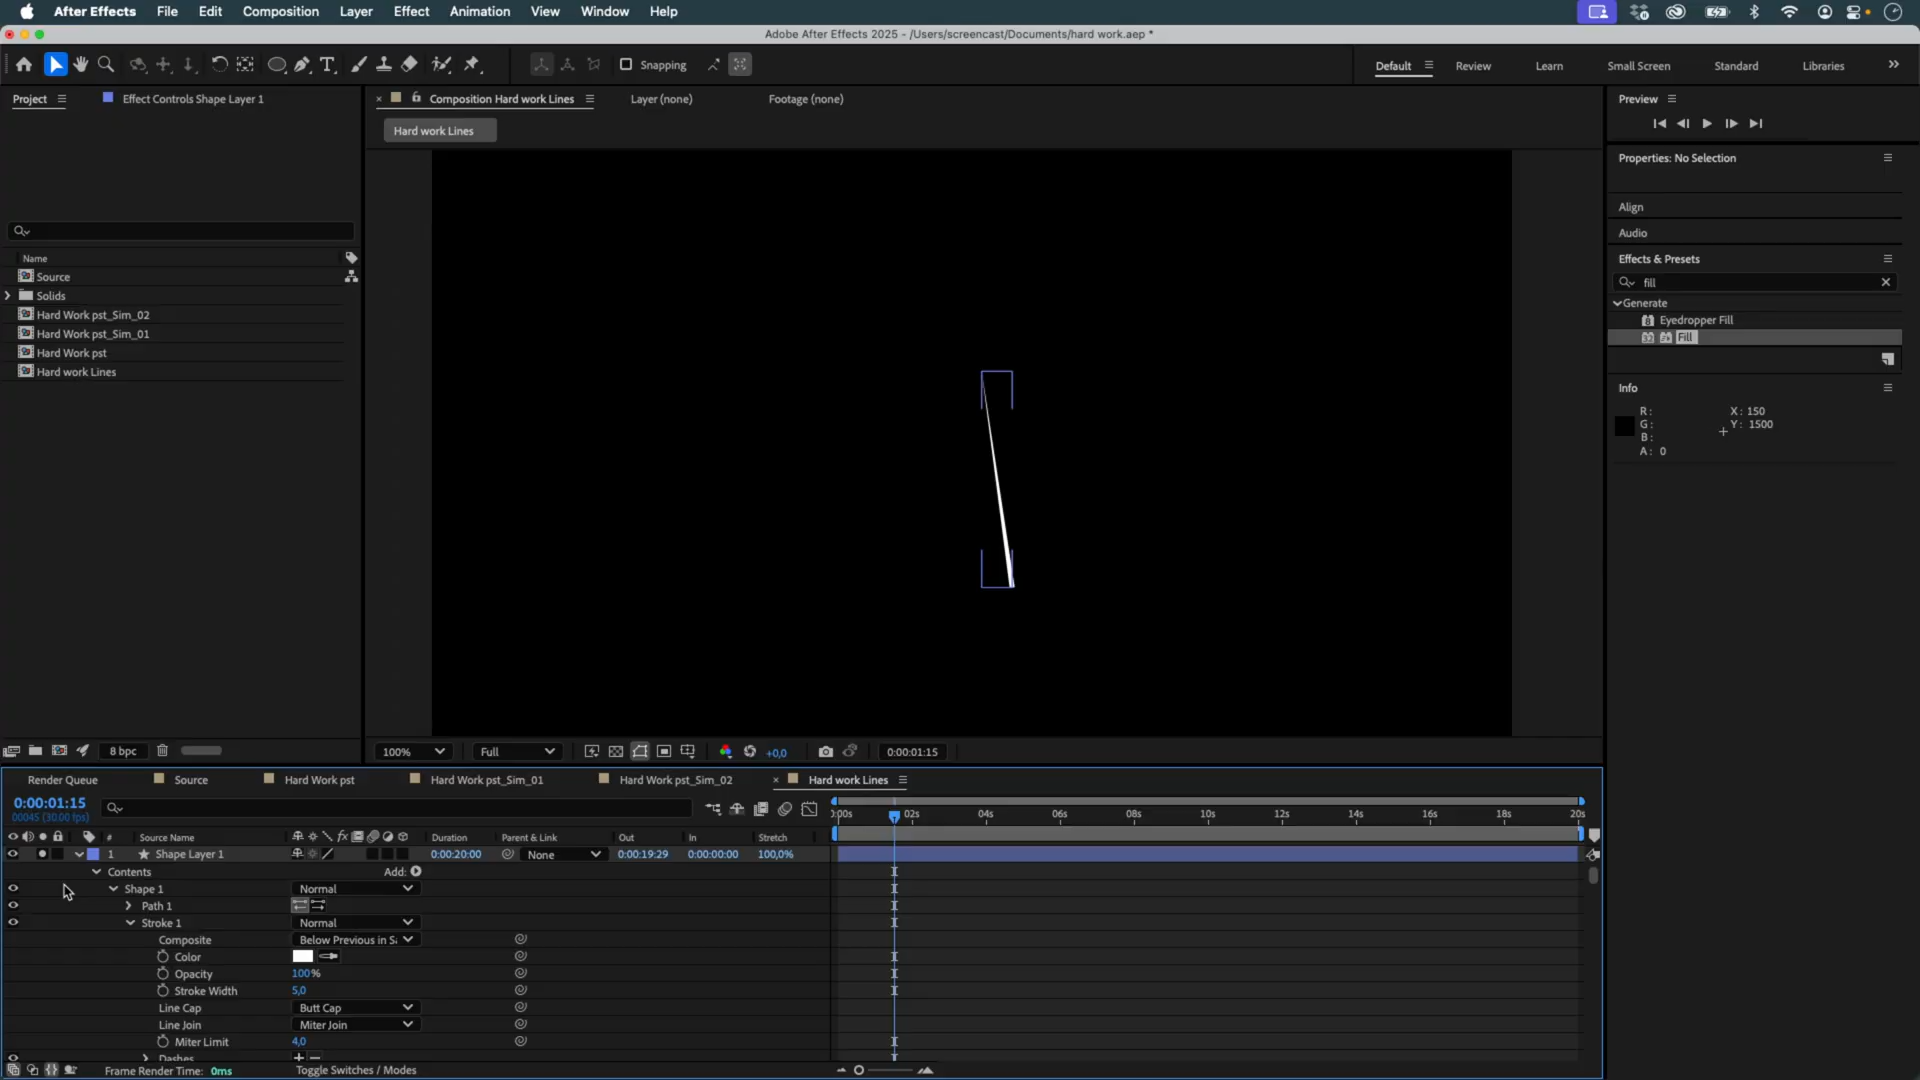 After Effects File Edit Composition Layer Effect Animation View Window Help
Adobe After Effects 2025 - /Users/screencast/Documents/hard work.aep *
Snapping
Default Review Learn Small Screen Standard Libraries
Project Effect Controls Shape Layer 1
Composition Hard work Lines Layer (none) Footage (none)
Hard work Lines
Name
Source
Solids
Hard Work pst_Sim_02
Hard Work pst_Sim_01
Hard Work pst
Hard work Lines
8 bpc
100% Full +0,0 0:00:01:15
Preview
Properties: No Selection
Align
Audio
Effects & Presets
fill
Generate
Eyedropper Fill
Fill
Info
R: X: 150
G: Y: 1500
B:
A: 0
Render Queue Source Hard Work pst Hard Work pst_Sim_01 Hard Work pst_Sim_02 Hard work Lines
0:00:01:15
00045 (30.00 fps)
:00s 02s 04s 06s 08s 10s 12s 14s 16s 18s 20s
# Source Name fx Duration Parent & Link Out In Stretch
1 Shape Layer 1 0:00:20:00 None 0:00:19:29 0:00:00:00 100,0%
Contents Add:
Shape 1 Normal
Path 1
Stroke 1 Normal
Composite Below Previous in Sa
Color
Opacity 100%
Stroke Width 5,0
Line Cap Butt Cap
Line Join Miter Join
Miter Limit 4,0
Dashes + −
Frame Render Time: 0ms Toggle Switches / Modes